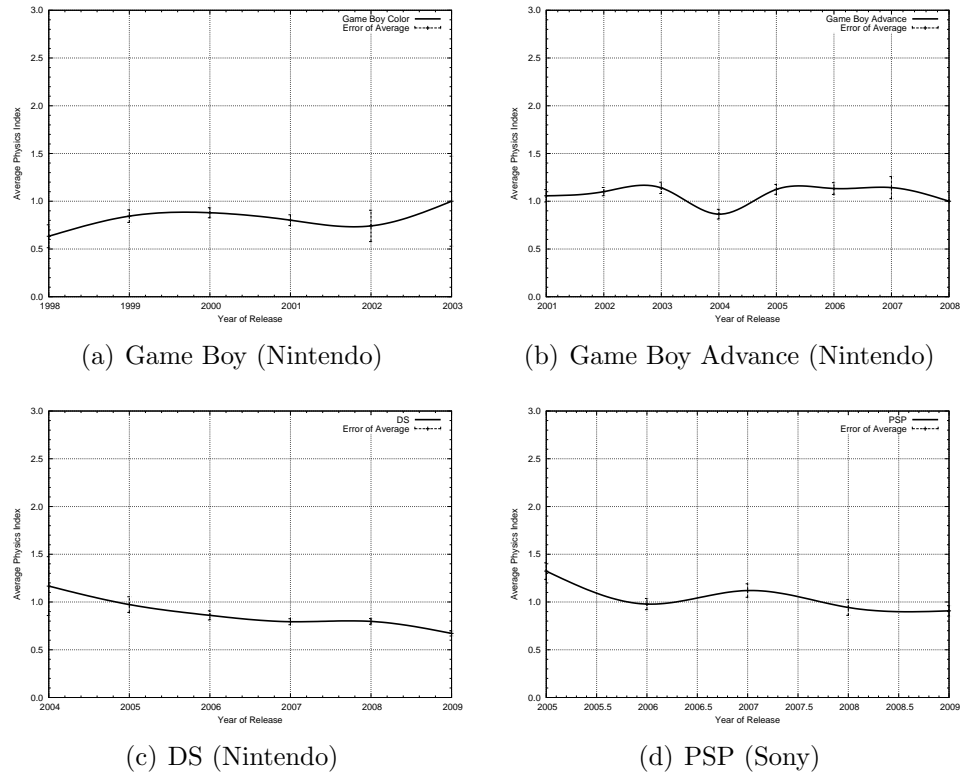 Game Boy Color
Error of Average
3.0
2.5
2.0
1.5
1.0
0.5
0.0
Average Physics Index
1998 1999 2000 2001 2002 2003
Year of Release
(a) Game Boy (Nintendo)
Game Boy Advance
Error of Average
3.0
2.5
2.0
1.5
1.0
0.5
0.0
Average Physics Index
2001 2002 2003 2004 2005 2006 2007 2008
Year of Release
(b) Game Boy Advance (Nintendo)
DS
Error of Average
3.0
2.5
2.0
1.5
1.0
0.5
0.0
Average Physics Index
2004 2005 2006 2007 2008 2009
Year of Release
(c) DS (Nintendo)
PSP
Error of Average
3.0
2.5
2.0
1.5
1.0
0.5
0.0
Average Physics Index
2005 2005.5 2006 2006.5 2007 2007.5 2008 2008.5 2009
Year of Release
(d) PSP (Sony)